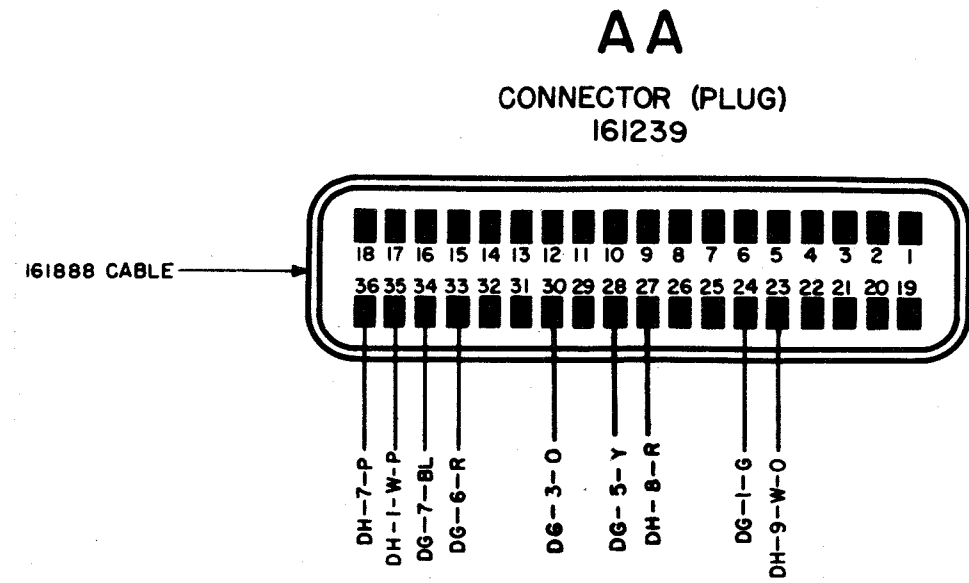 AA
CONNECTOR (PLUG)
161239
161888 CABLE
18 17 16 15 14 13 12 11 10 9 8 7 6 5 4 3 2 1
36 35 34 33 32 31 30 29 28 27 26 25 24 23 22 21 20 19
DH-7-P
DH-1-W-P
DG-7-BL
DG-6-R
D6-3-O
DG-5-Y
DH-8-R
DG-1-G
DH-9-W-O